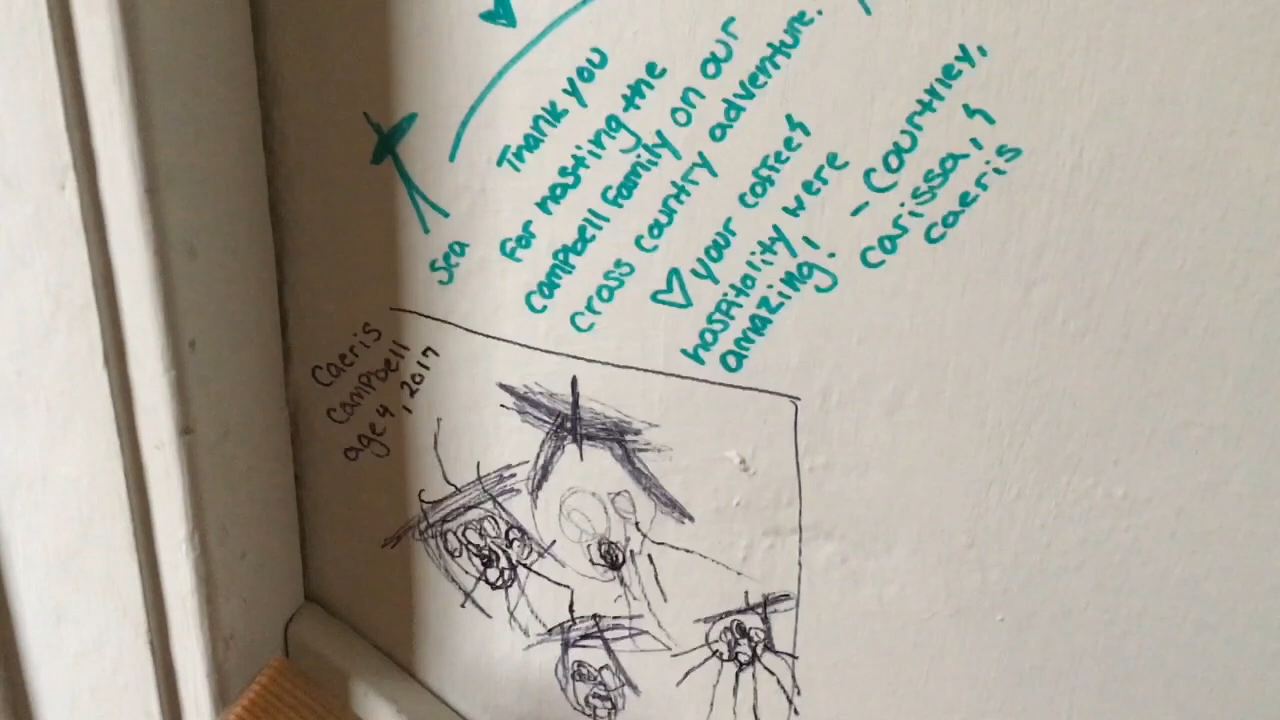 Sea
Thank you
for hosting the
Campbell family on our
cross country adventure.
♡ your coffee &
hospitality were
amazing!
- Courtney,
Carissa, &
Caeris
Caeris
Campbell
age 4, 2017